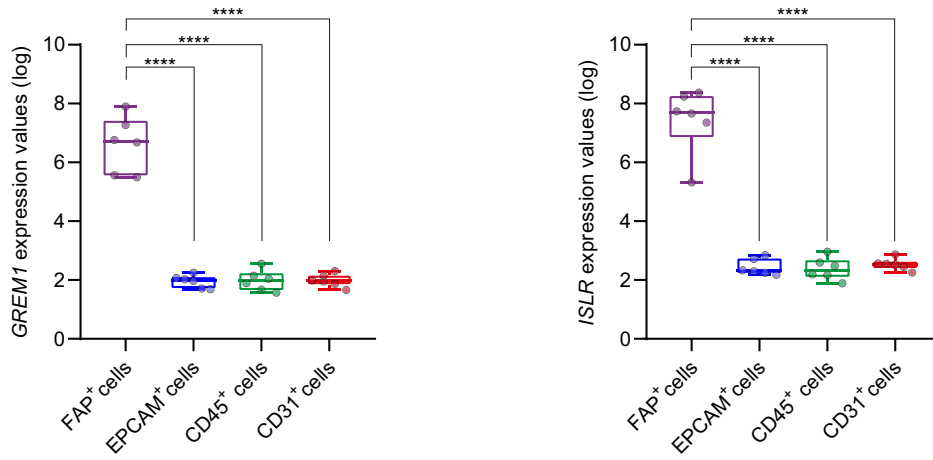 ****
****
****
10
8
6
4
2
0
GREM1 expression values (log)
FAP+ cells
EPCAM+ cells
CD45+ cells
CD31+ cells
****
****
****
10
8
6
4
2
0
ISLR expression values (log)
FAP+ cells
EPCAM+ cells
CD45+ cells
CD31+ cells